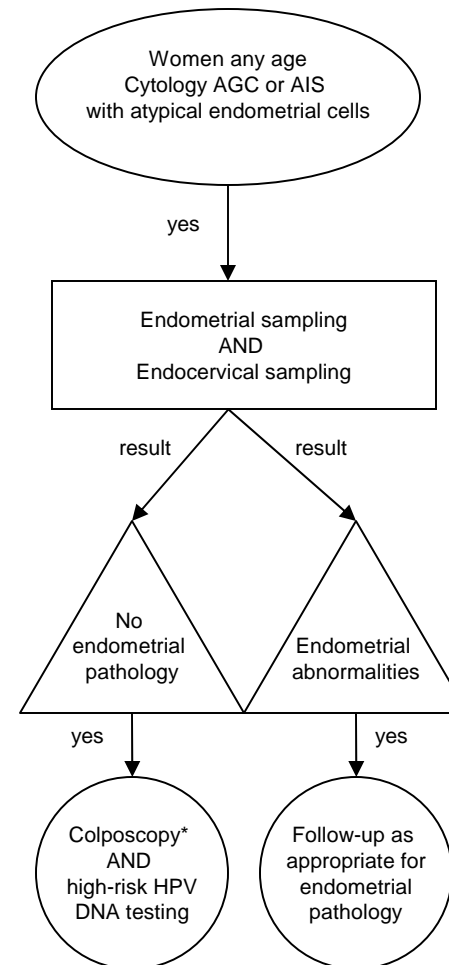 Women any age
Cytology AGC or AIS
with atypical endometrial cells
yes
Endometrial sampling
AND
Endocervical sampling
result
result
No
endometrial
pathology
Endometrial
abnormalities
yes
yes
Colposcopy*
AND
high-risk HPV
DNA testing
Follow-up as
appropriate for
endometrial
pathology